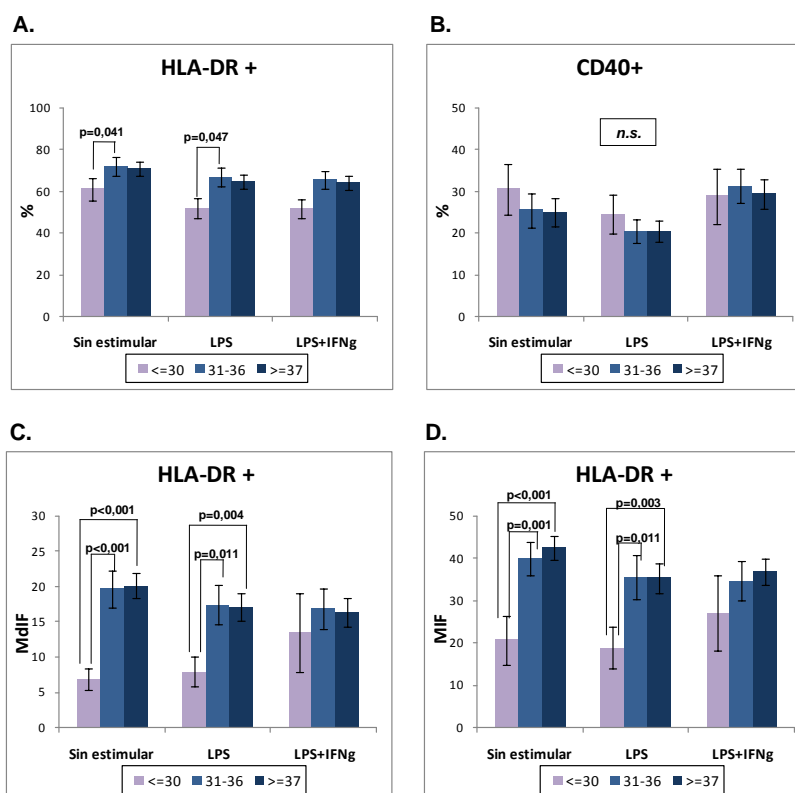 A.
HLA-DR +
100
80
60
40
20
0
%
p=0,041
p=0,047
Sin estimular LPS LPS+IFNg
<=30 31-36 >=37
B.
CD40+
50
40
30
20
10
0
%
n.s.
Sin estimular LPS LPS+IFNg
<=30 31-36 >=37
C.
HLA-DR +
30
25
20
15
10
5
0
MdIF
p<0,001
p<0,001
p=0,004
p=0,011
Sin estimular LPS LPS+IFNg
<=30 31-36 >=37
D.
HLA-DR +
50
40
30
20
10
0
MIF
p<0,001
p=0,001
p=0,003
p=0,011
Sin estimular LPS LPS+IFNg
<=30 31-36 >=37